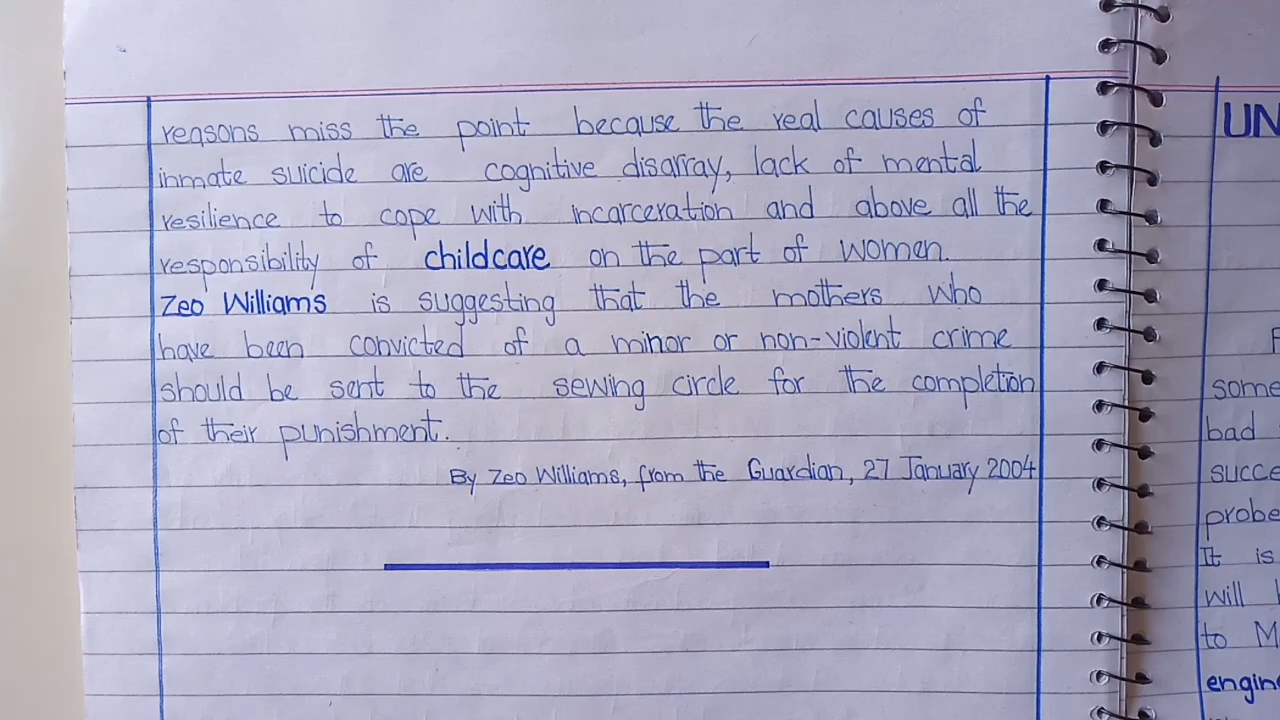 reasons miss the point because the real causes of
inmate suicide are cognitive disarray, lack of mental
resilience to cope with incarceration and above all the
responsibility of childcare on the part of women.
Zeo Williams is suggesting that the mothers who
have been convicted of a minor or non-violent crime
should be sent to the sewing circle for the completion
of their punishment.
By Zeo Williams, from the Guardian, 27 January 2004
UN
some
bad
succe
probe
It is
will
to M
engine